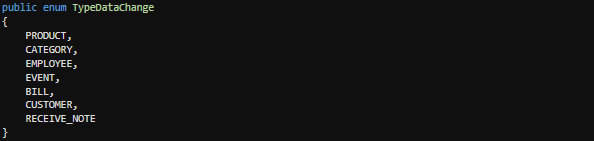 public enum TypeDataChange
{
    PRODUCT,
    CATEGORY,
    EMPLOYEE,
    EVENT,
    BILL,
    CUSTOMER,
    RECEIVE_NOTE
}